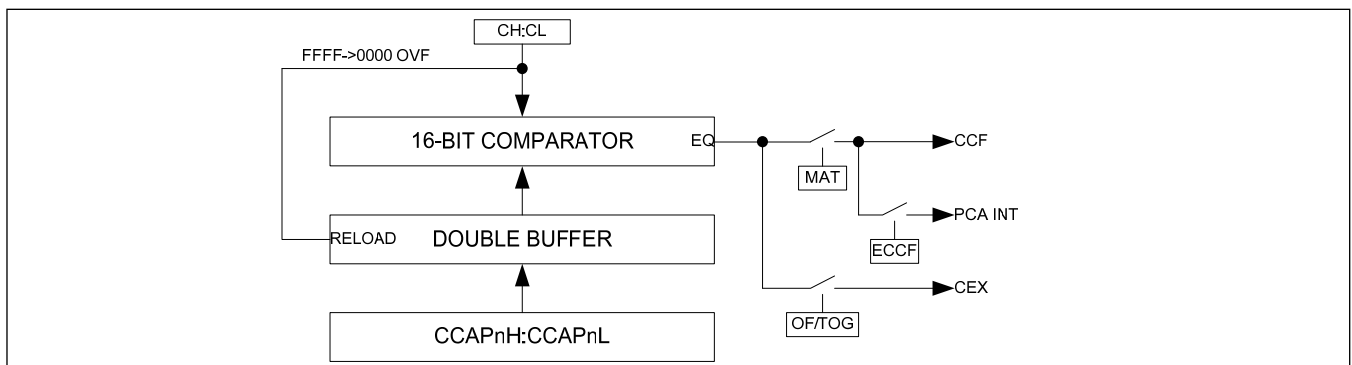 CH:CL
FFFF->0000 OVF
16-BIT COMPARATOR
EQ
CCF
MAT
PCA INT
RELOAD
DOUBLE BUFFER
ECCF
CEX
OF/TOG
CCAPnH:CCAPnL